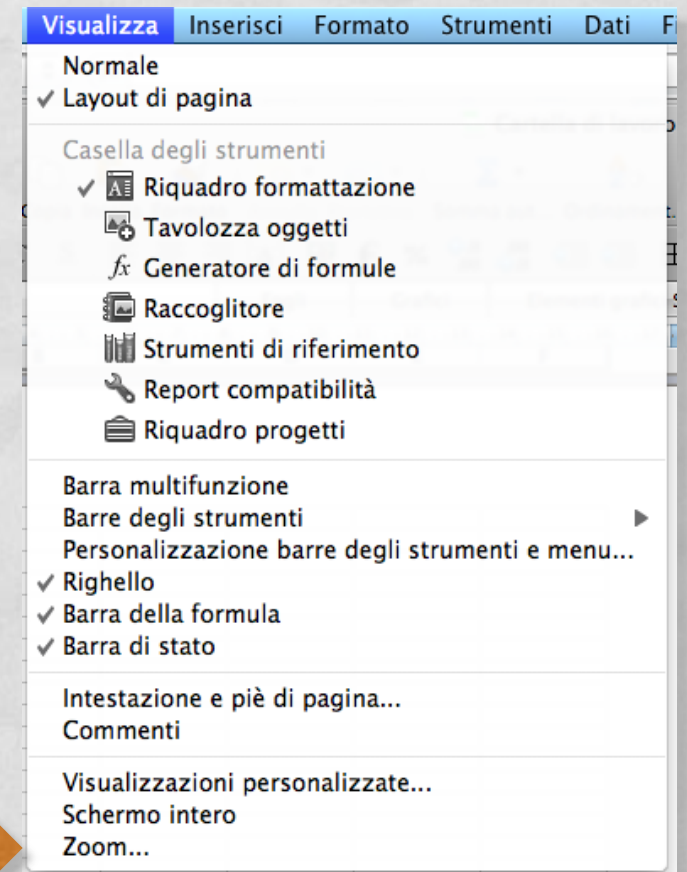 Visualizza Inserisci Formato Strumenti Dati
Normale
✓ Layout di pagina
Casella degli strumenti
✓ Riquadro formattazione
Tavolozza oggetti
fx Generatore di formule
Raccoglitore
Strumenti di riferimento
Report compatibilità
Riquadro progetti
Barra multifunzione
Barre degli strumenti
Personalizzazione barre degli strumenti e menu...
✓ Righello
✓ Barra della formula
✓ Barra di stato
Intestazione e piè di pagina...
Commenti
Visualizzazioni personalizzate...
Schermo intero
Zoom...